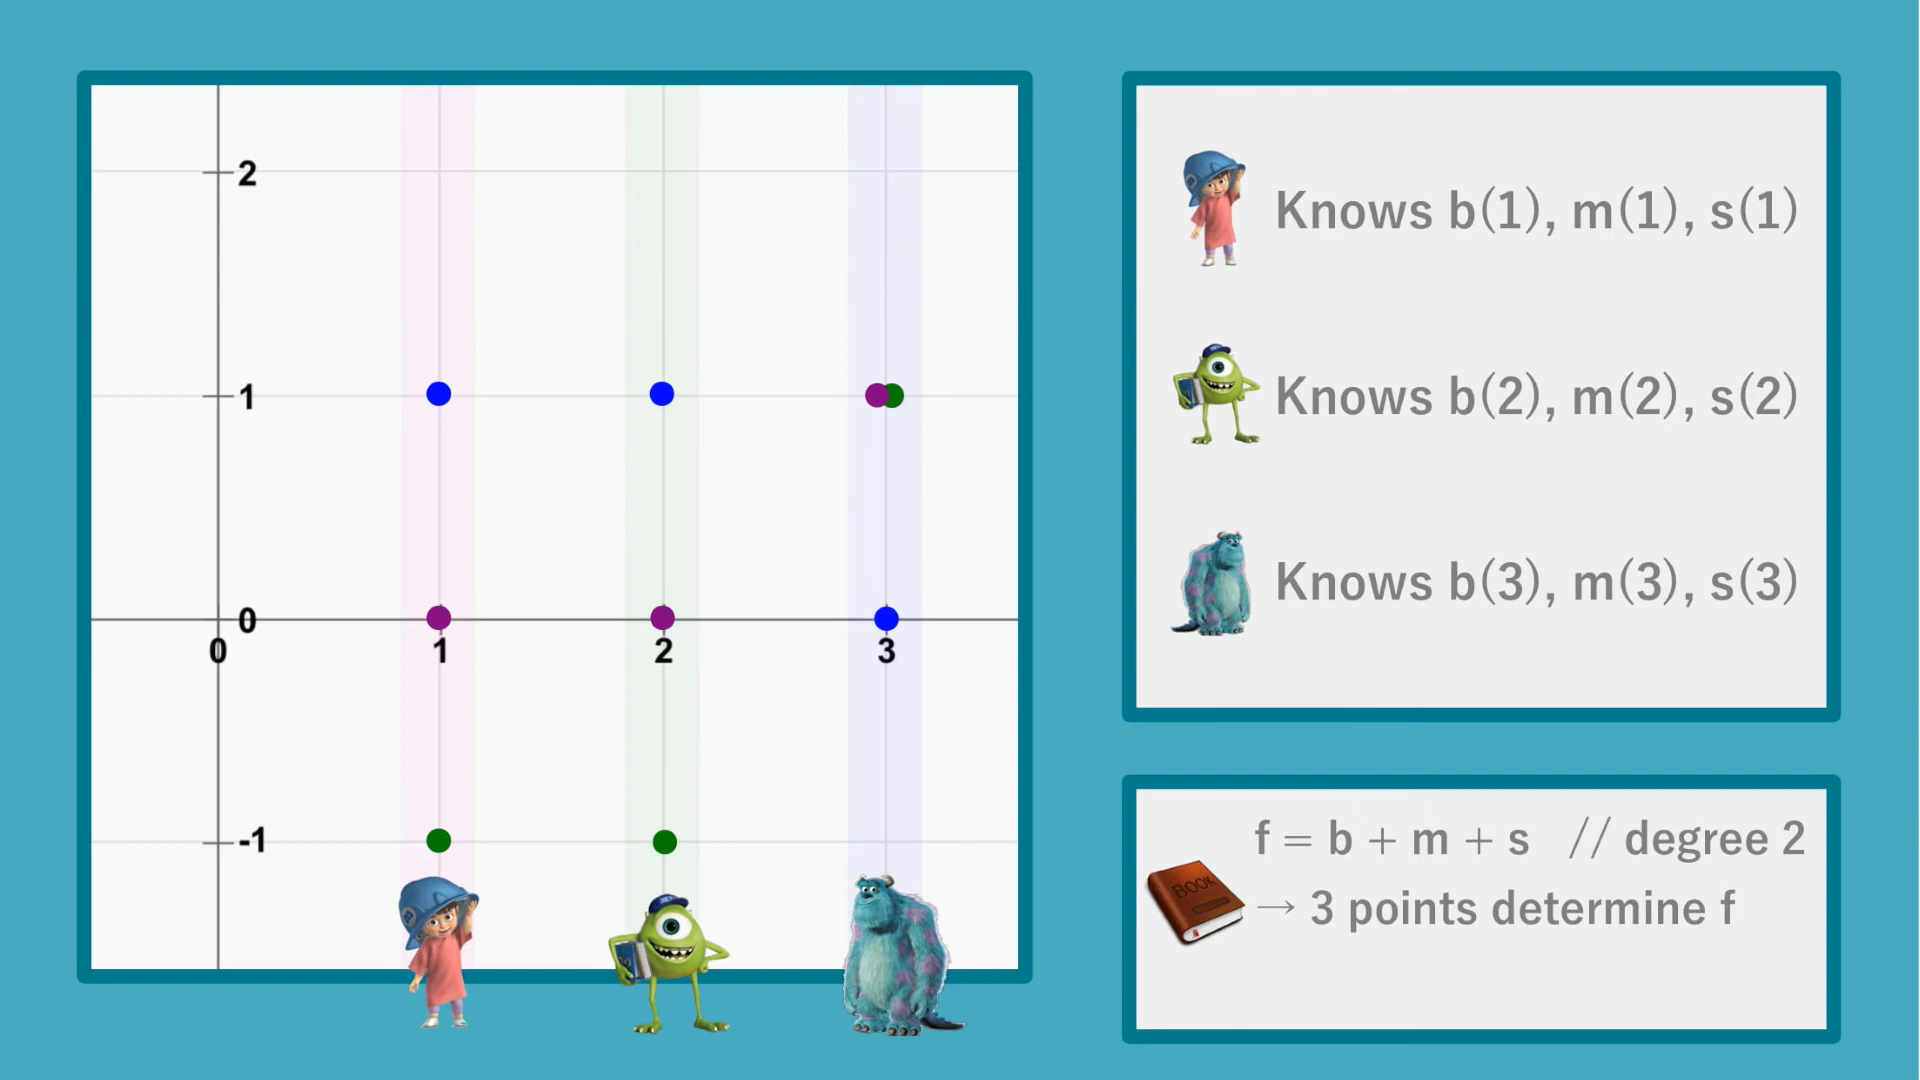 2
1
0
0 1 2 3
-1
Knows b(1), m(1), s(1)
Knows b(2), m(2), s(2)
Knows b(3), m(3), s(3)
f = b + m + s // degree 2
BOOK
→ 3 points determine f